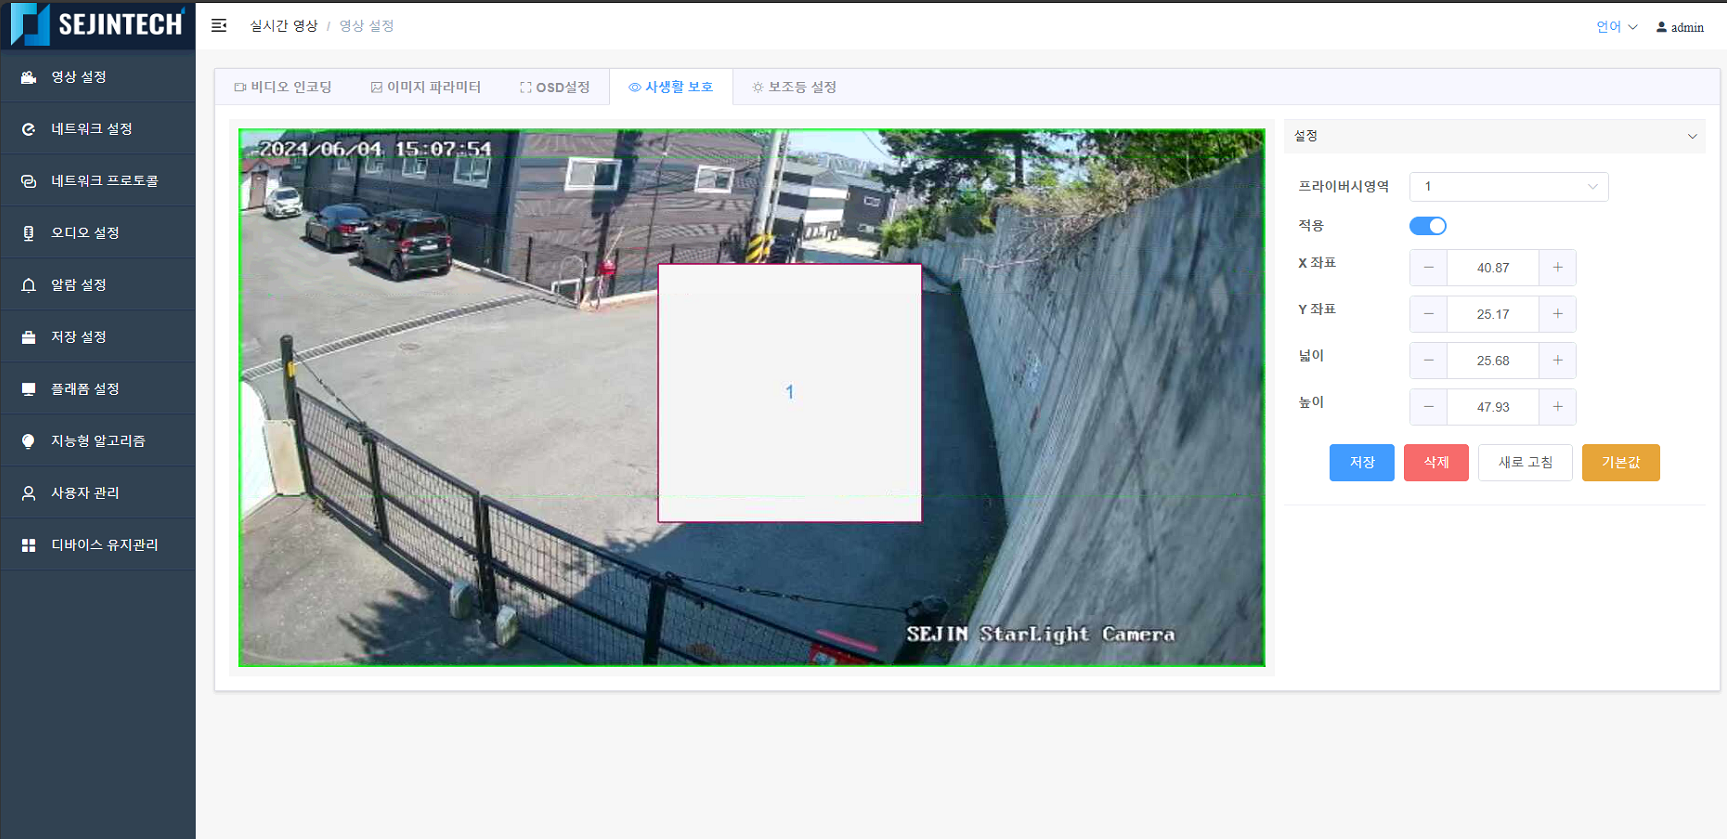 SEJINTECH
실시간 영상 / 영상 설정
언어
admin
영상 설정
네트워크 설정
네트워크 프로토콜
오디오 설정
알람 설정
저장 설정
플래폼 설정
지능형 알고리즘
사용자 관리
디바이스 유지관리
비디오 인코딩
이미지 파라미터
OSD설정
사생활 보호
보조등 설정
2024/06/04 15:07:54
1
SEJIN StarLight Camera
설정
프라이버시영역 1
적용
X 좌표 − 40.87 +
Y 좌표 − 25.17 +
넓이 − 25.68 +
높이 − 47.93 +
저장 삭제 새로 고침 기본값